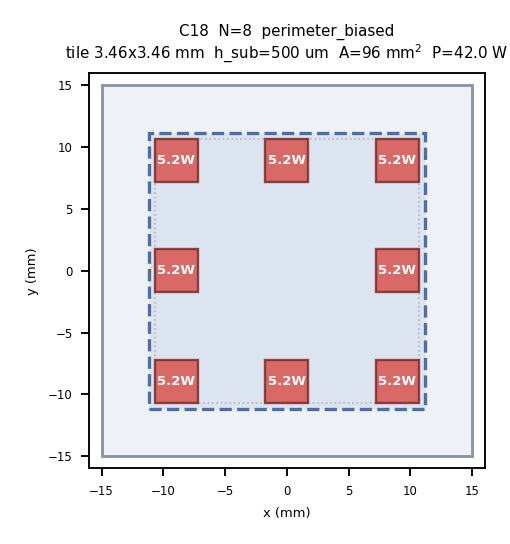 C18 N=8 perimeter_biased
tile 3.46x3.46 mm h_sub=500 um A=96 mm² P=42.0 W
15
10
5
0
−5
−10
−15
y (mm)
5.2W 5.2W 5.2W
5.2W 5.2W
5.2W 5.2W 5.2W
−15 −10 −5 0 5 10 15
x (mm)